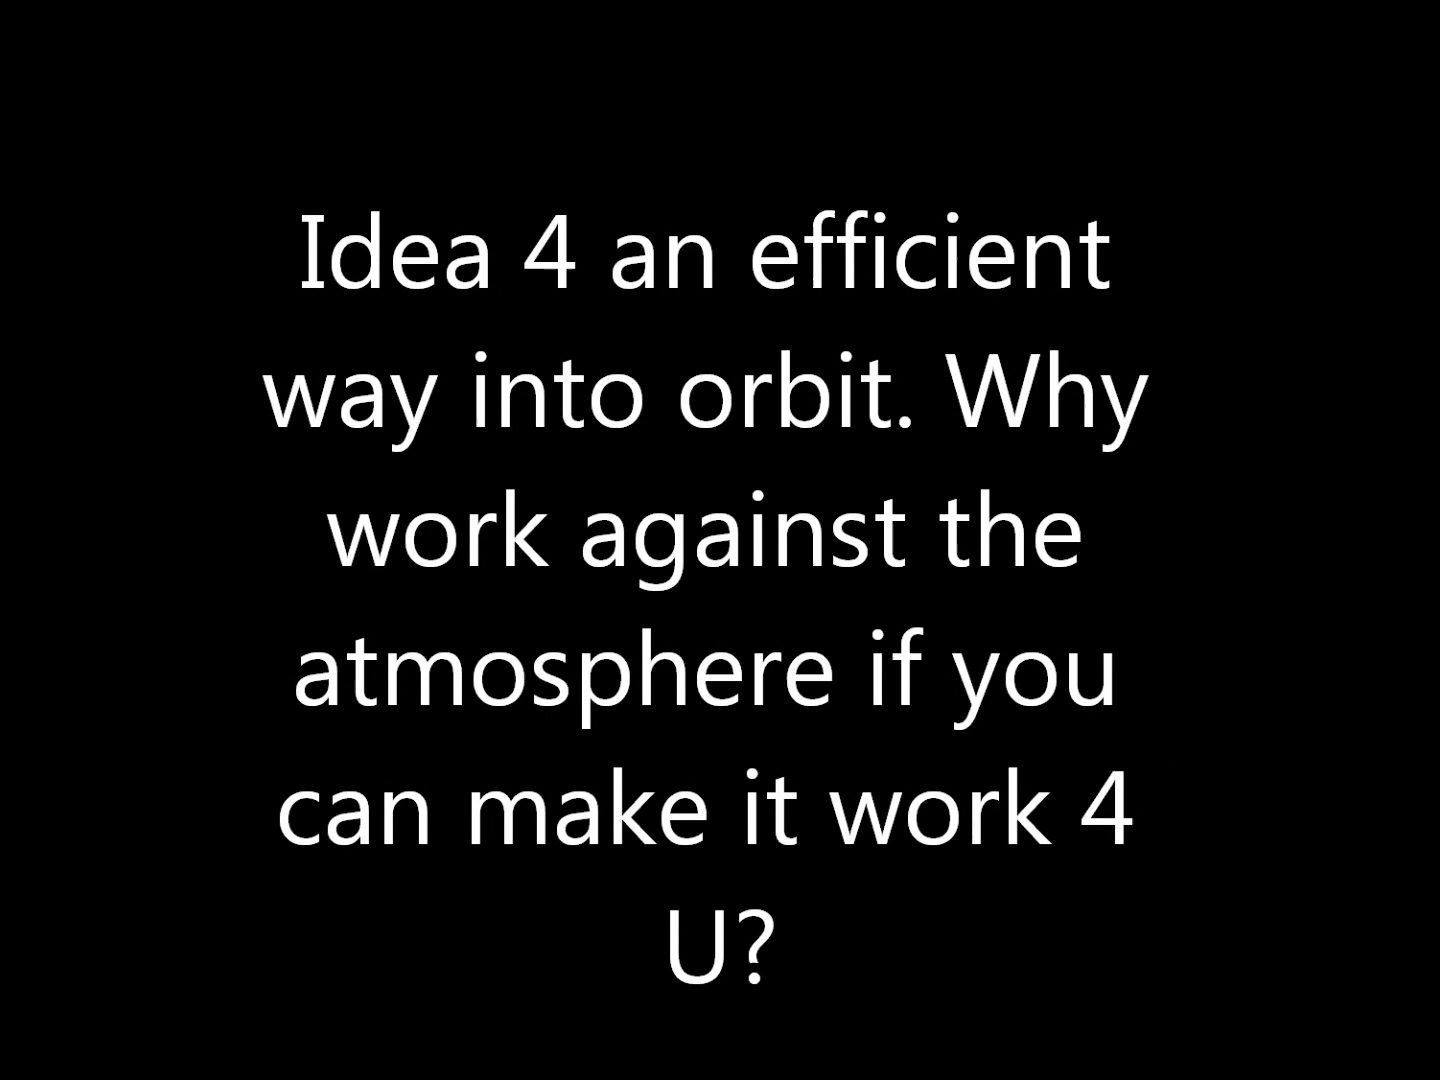 Idea 4 an efficient
way into orbit. Why
work against the
atmosphere if you
can make it work 4
U?